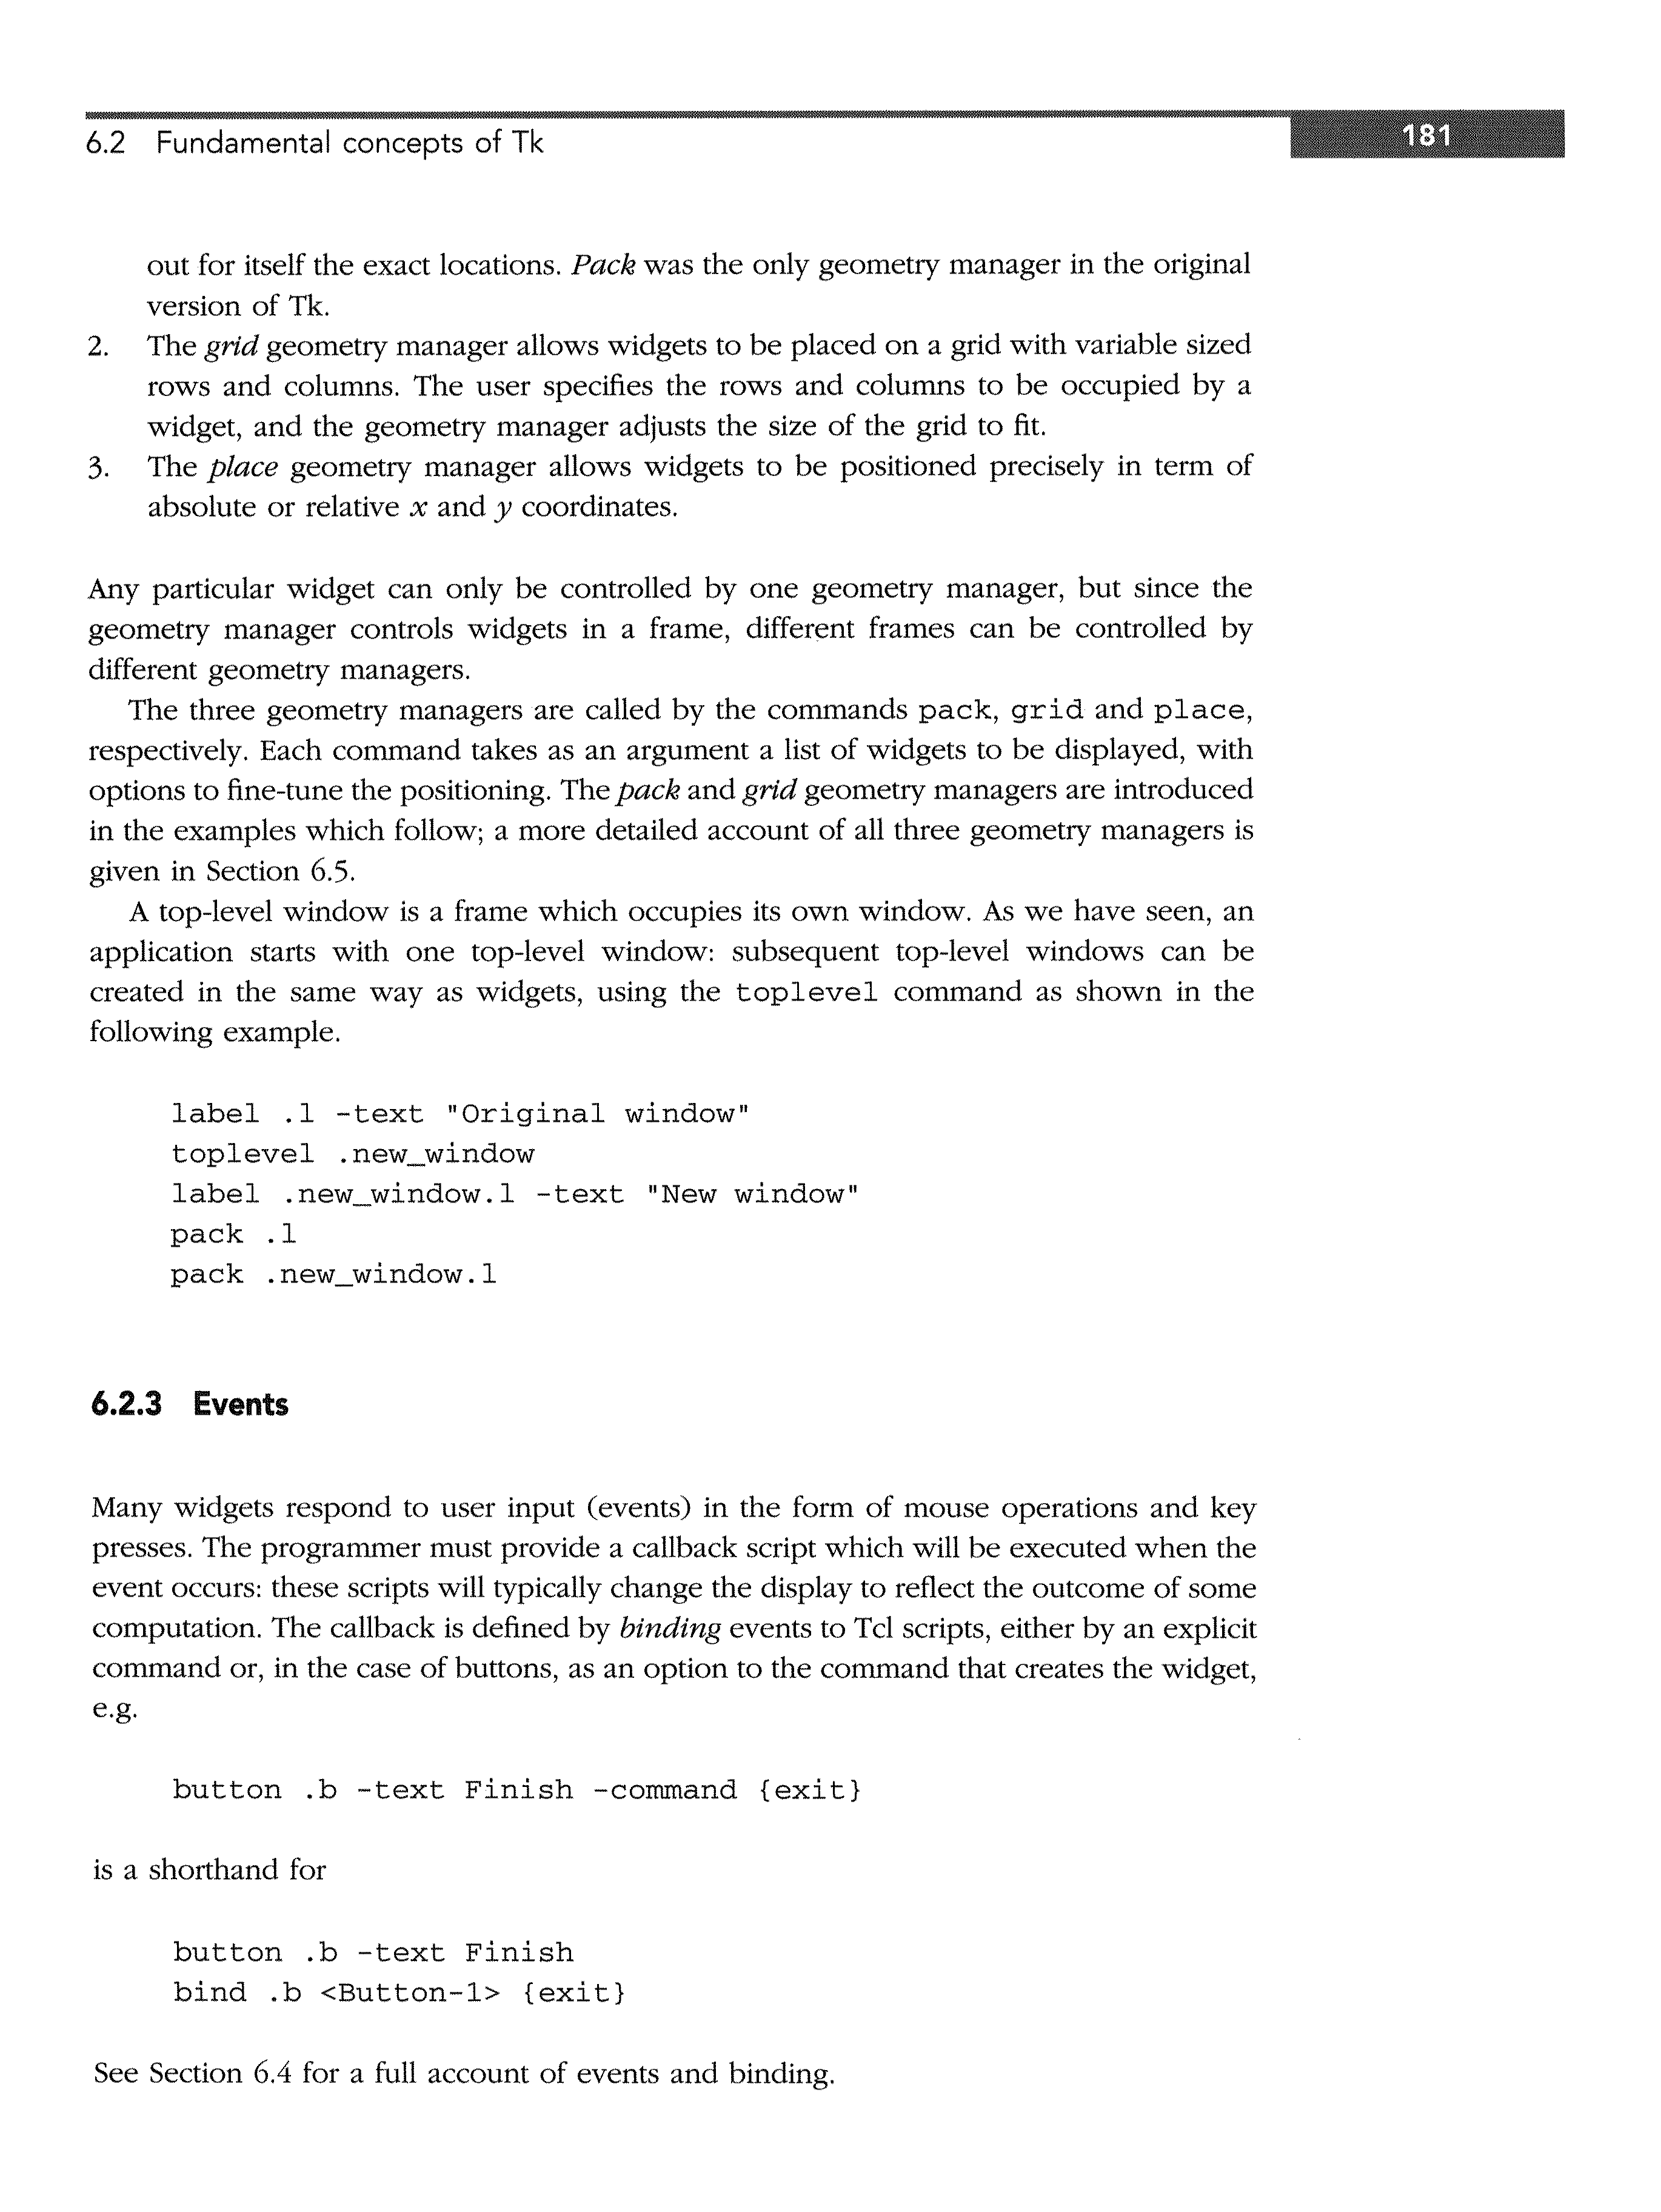 6.2 Fundamental concepts of Tk
181
out for itself the exact locations. Pack was the only geometry manager in the original
version of Tk.
2. The grid geometry manager allows widgets to be placed on a grid with variable sized
rows and columns. The user specifies the rows and columns to be occupied by a
widget, and the geometry manager adjusts the size of the grid to fit.
3. The place geometry manager allows widgets to be positioned precisely in term of
absolute or relative x and y coordinates.
Any particular widget can only be controlled by one geometry manager, but since the
geometry manager controls widgets in a frame, different frames can be controlled by
different geometry managers.
The three geometry managers are called by the commands pack, grid and place,
respectively. Each command takes as an argument a list of widgets to be displayed, with
options to fine-tune the positioning. The pack and grid geometry managers are introduced
in the examples which follow; a more detailed account of all three geometry managers is
given in Section 6.5.
A top-level window is a frame which occupies its own window. As we have seen, an
application starts with one top-level window: subsequent top-level windows can be
created in the same way as widgets, using the toplevel command as shown in the
following example.
label .l -text "Original window"
toplevel .new_window
label .new_window.l -text "New window"
pack .l
pack .new_window.l
6.2.3 Events
Many widgets respond to user input (events) in the form of mouse operations and key
presses. The programmer must provide a callback script which will be executed when the
event occurs: these scripts will typically change the display to reflect the outcome of some
computation. The callback is defined by binding events to Tcl scripts, either by an explicit
command or, in the case of buttons, as an option to the command that creates the widget,
e.g.
button .b -text Finish -command {exit}
is a shorthand for
button .b -text Finish
bind .b <Button-1> {exit}
See Section 6.4 for a full account of events and binding.